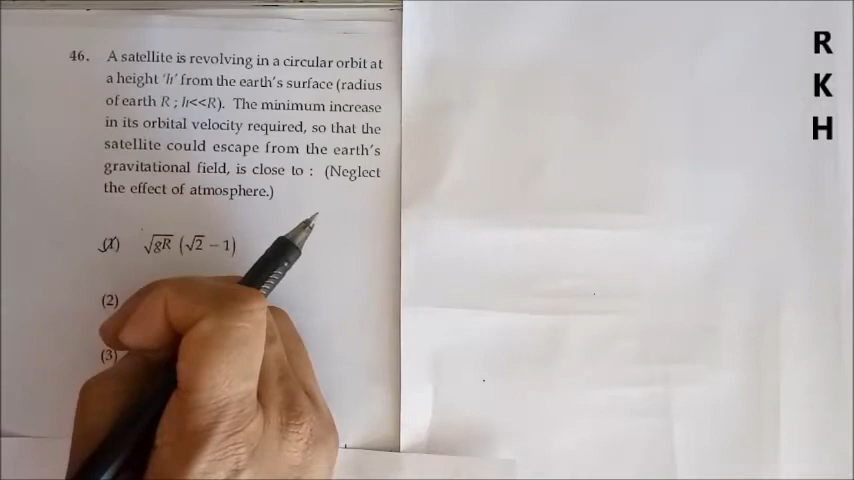 46. A satellite is revolving in a circular orbit at
a height 'h' from the earth's surface (radius
of earth R ; h<<R). The minimum increase
in its orbital velocity required, so that the
satellite could escape from the earth's
gravitational field, is close to : (Neglect
the effect of atmosphere.)
(1) √gR (√2 − 1)
(2)
(3)
R
K
H